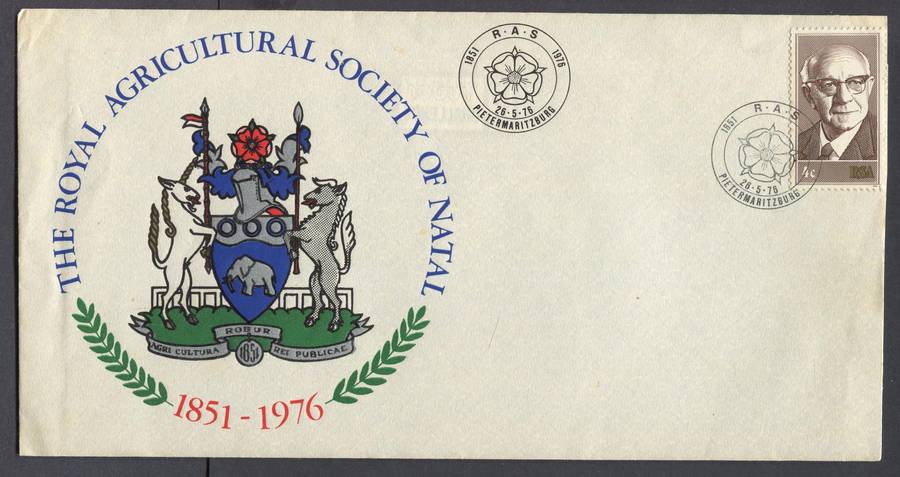 THE ROYAL AGRICULTURAL SOCIETY OF NATAL
ROBUR
AGRI CULTURA REI PUBLICAE
1851
1851 - 1976
1851 R·A·S 1976
26·5·76
PIETERMARITZBURG
1851 R·A·S
26·5·76
PIETERMARITZBURG
4c RSA